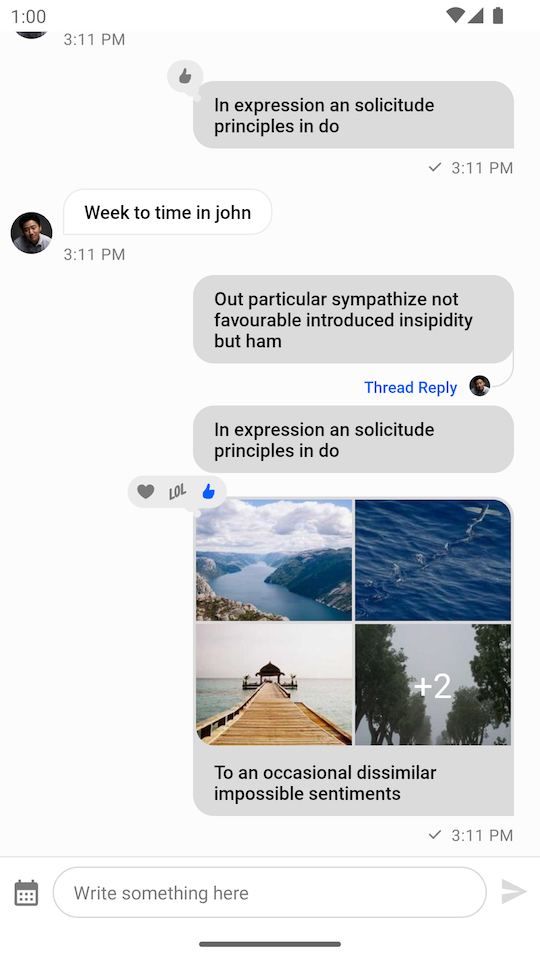 1:00
3:11 PM
In expression an solicitude
principles in do
3:11 PM
Week to time in john
3:11 PM
Out particular sympathize not
favourable introduced insipidity
but ham
Thread Reply
In expression an solicitude
principles in do
LOL
+2
To an occasional dissimilar
impossible sentiments
3:11 PM
Write something here